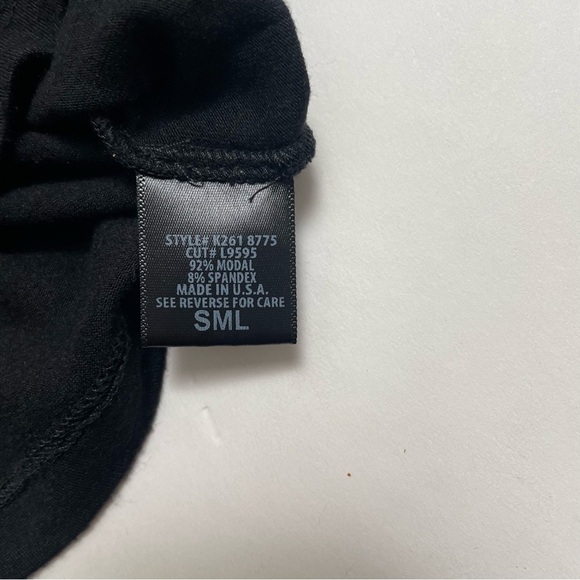 STYLE# K261 8775
CUT# L9595
92% MODAL
8% SPANDEX
MADE IN U.S.A.
SEE REVERSE FOR CARE
SML